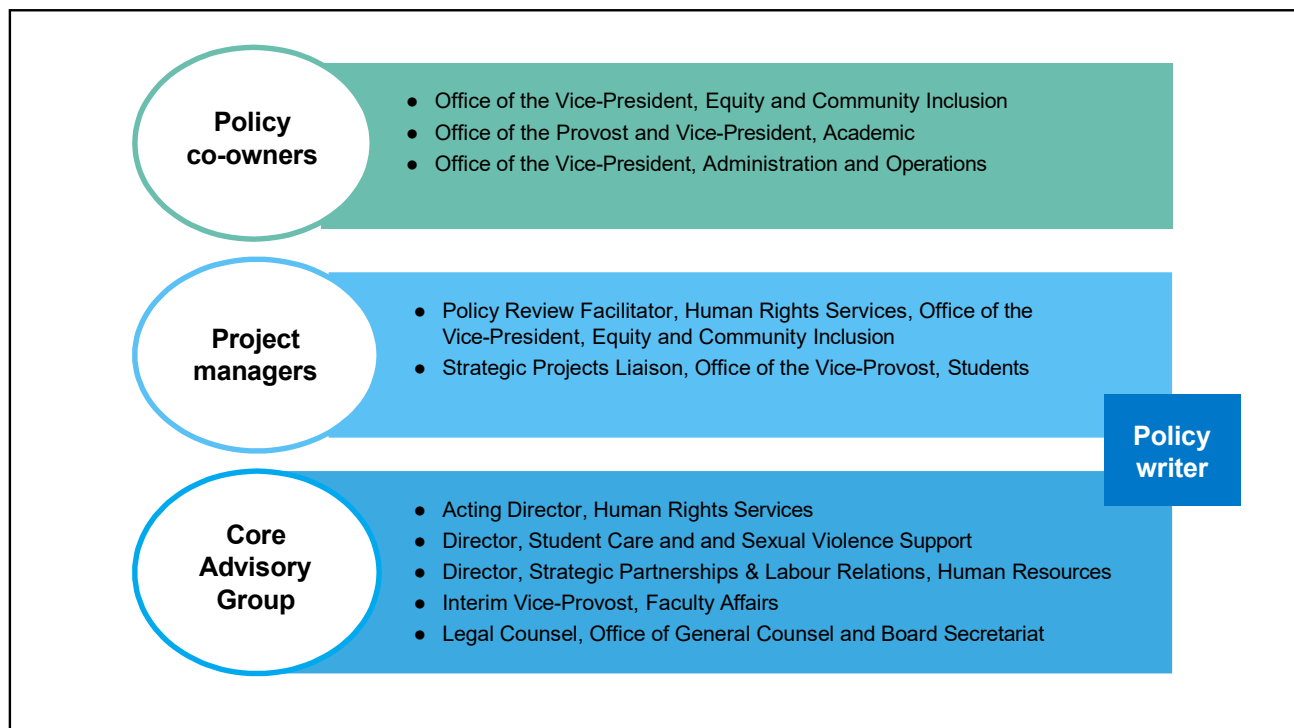 Policy
co-owners
● Office of the Vice-President, Equity and Community Inclusion
● Office of the Provost and Vice-President, Academic
● Office of the Vice-President, Administration and Operations
Project
managers
● Policy Review Facilitator, Human Rights Services, Office of the
Vice-President, Equity and Community Inclusion
● Strategic Projects Liaison, Office of the Vice-Provost, Students
Policy
writer
Core
Advisory
Group
● Acting Director, Human Rights Services
● Director, Student Care and and Sexual Violence Support
● Director, Strategic Partnerships & Labour Relations, Human Resources
● Interim Vice-Provost, Faculty Affairs
● Legal Counsel, Office of General Counsel and Board Secretariat